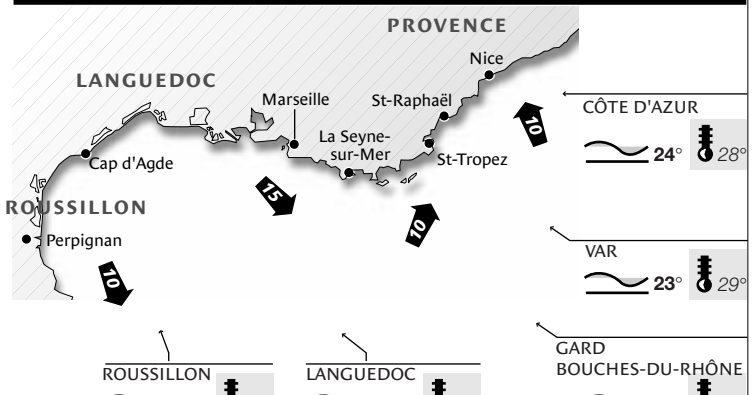 PROVENCE
Nice
LANGUEDOC
Marseille
St-Raphaël
CÔTE D'AZUR
10
La Seyne-
sur-Mer
24°
28°
Cap d'Agde
St-Tropez
15
ROUSSILLON
10
Perpignan
VAR
10
23°
29°
GARD
BOUCHES-DU-RHÔNE
ROUSSILLON
LANGUEDOC